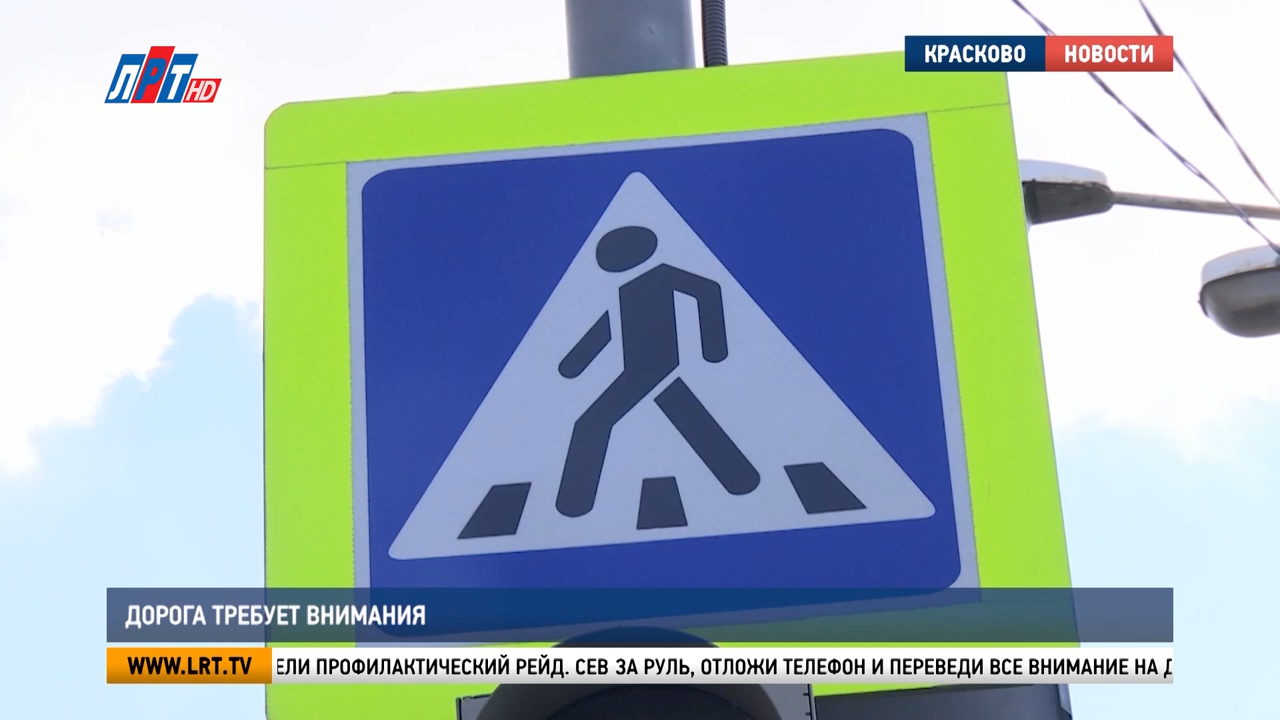 ЛРТ HD
КРАСКОВО НОВОСТИ
ДОРОГА ТРЕБУЕТ ВНИМАНИЯ
WWW.LRT.TV
ПРОФИЛАКТИЧЕСКИЙ РЕЙД. СЕВ ЗА РУЛЬ, ОТЛОЖИ ТЕЛЕФОН И ПЕРЕВЕДИ ВСЕ ВНИМАНИЕ НА